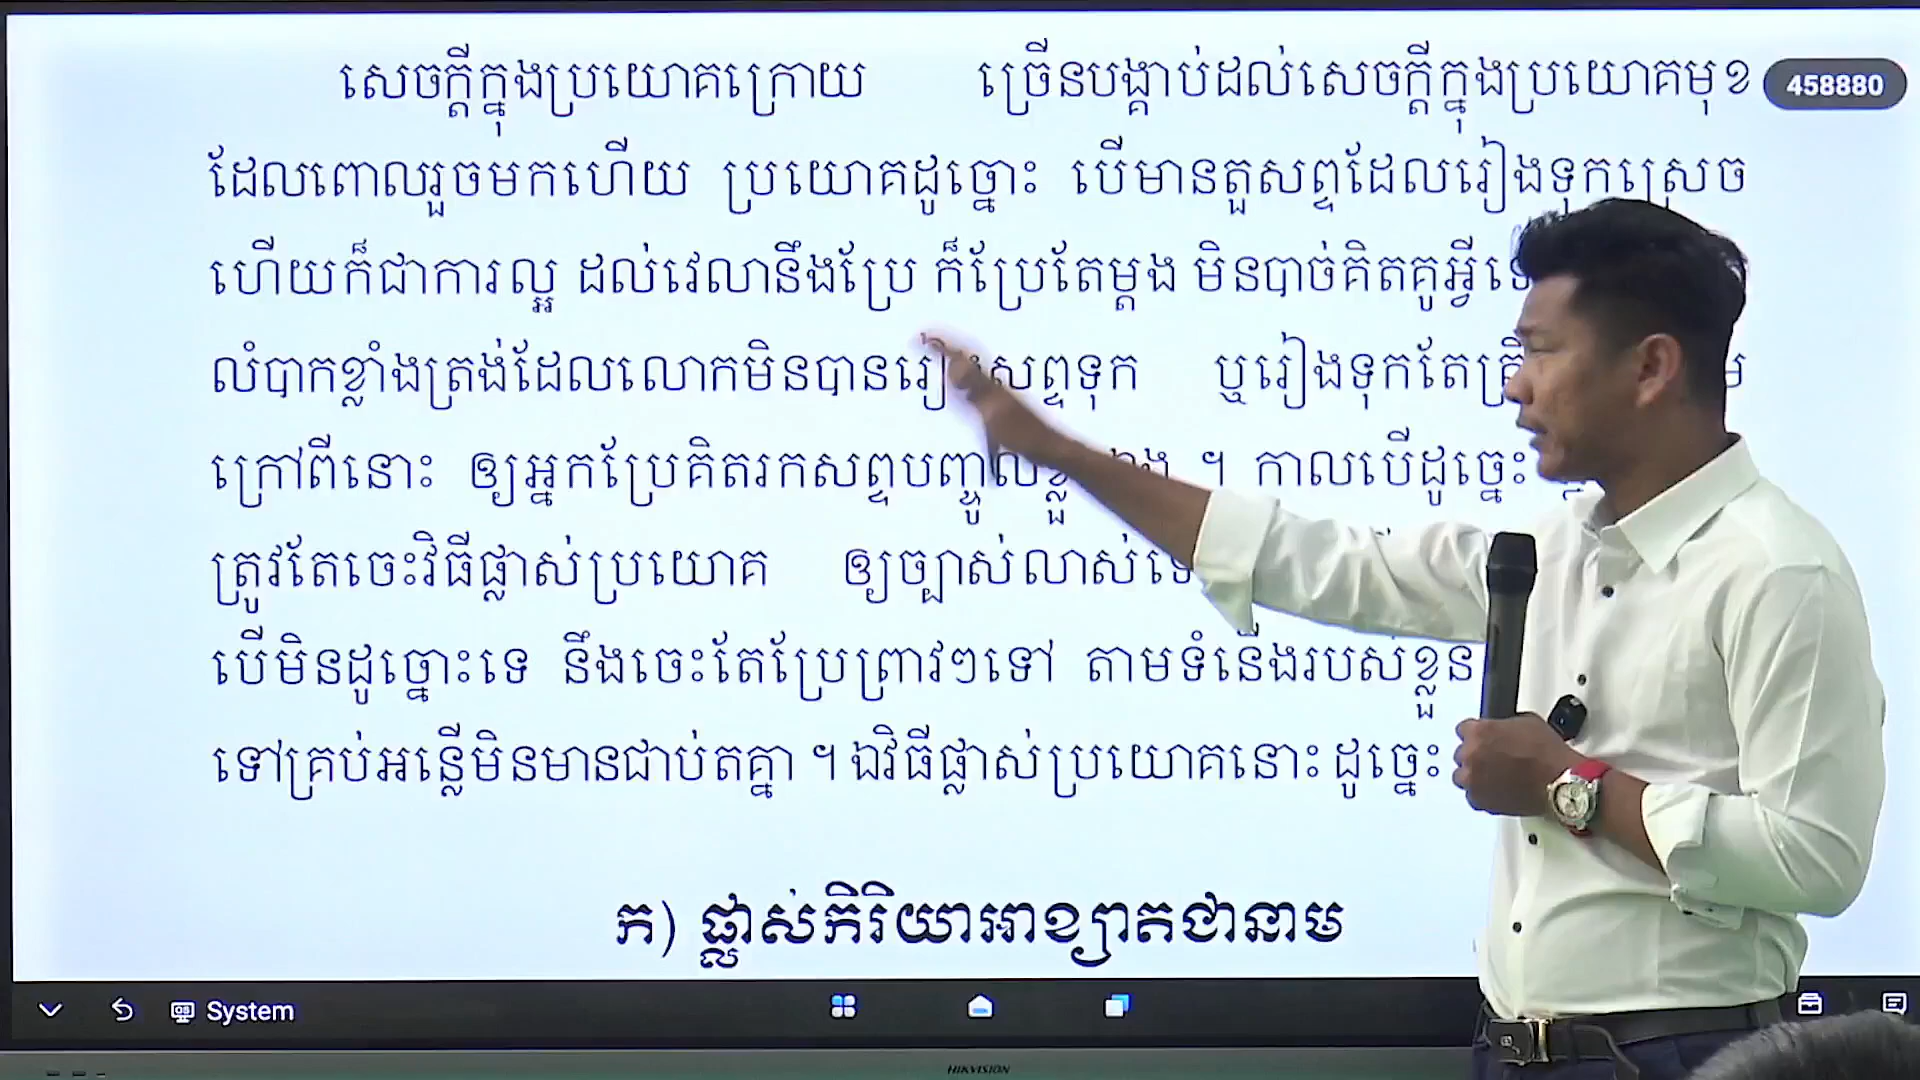 សេចក្ដីក្នុងប្រយោគក្រោយ ច្រើនបង្គាប់ដល់សេចក្ដីក្នុងប្រយោគមុខ
458880
ដែលពោលរួចមកហើយ ប្រយោគដូច្នោះ បើមានតួសព្ទដែលរៀងទុកស្រេច
ហើយក៏ជាការល្អ ដល់វេលានឹងប្រែ ក៏ប្រែតែម្ដង មិនបាច់គិតគូអ្វីទេ
លំបាកខ្លាំងត្រង់ដែលលោកមិនបានរៀងសព្ទទុក ឬរៀងទុកតែ
ក្រៅពីនោះ ឲ្យអ្នកប្រែគិតរកសព្ទបញ្ចូលខ្លួនឯង ។ កាលបើដូច្នេះ
ត្រូវតែចេះវិធីផ្លាស់ប្រយោគ ឲ្យច្បាស់លាស់
បើមិនដូច្នោះទេ នឹងចេះតែប្រែព្រាវៗទៅ តាមទំនើងរបស់ខ្លួន
ទៅគ្រប់អន្លើមិនមានជាប់តគ្នា ។ ឯវិធីផ្លាស់ប្រយោគនោះ ដូច្នេះ
ក) ផ្លាស់កិរិយាអាខ្យាតជានាម
System
HIKVISION